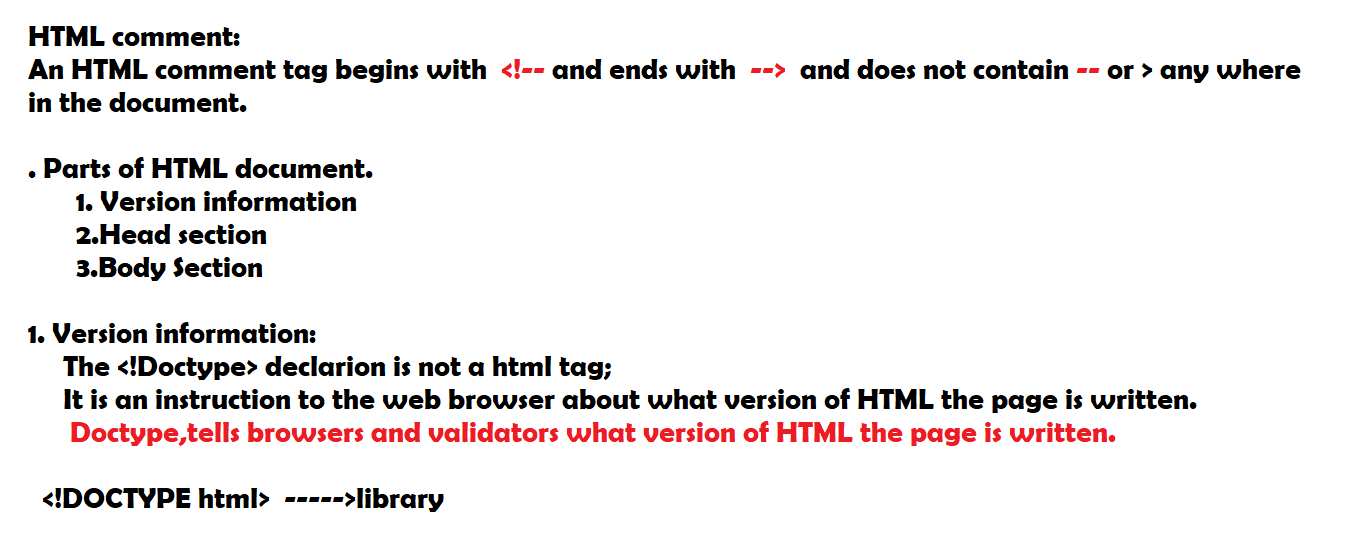 HTML comment:
An HTML comment tag begins with <!-- and ends with --> and does not contain -- or > any where
in the document.
. Parts of HTML document.
1. Version information
2.Head section
3.Body Section
1. Version information:
The <!Doctype> declarion is not a html tag;
It is an instruction to the web browser about what version of HTML the page is written.
Doctype,tells browsers and validators what version of HTML the page is written.
<!DOCTYPE html> ----->library